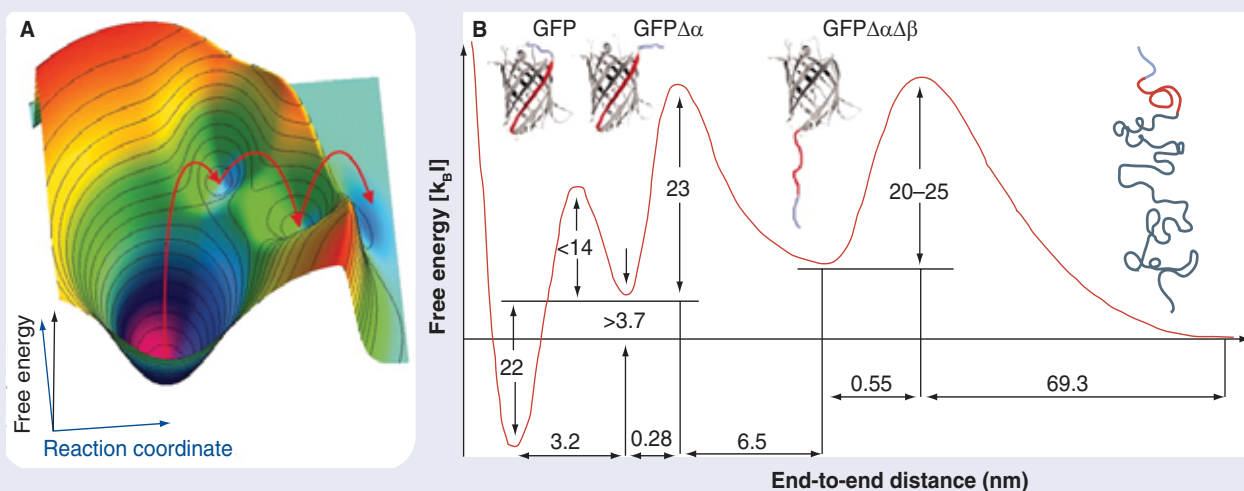 A
Free energy
Reaction coordinate
B
GFP
GFPΔα
GFPΔαΔβ
Free energy [kBI]
<14
23
20–25
>3.7
22
3.2
0.28
6.5
0.55
69.3
End-to-end distance (nm)